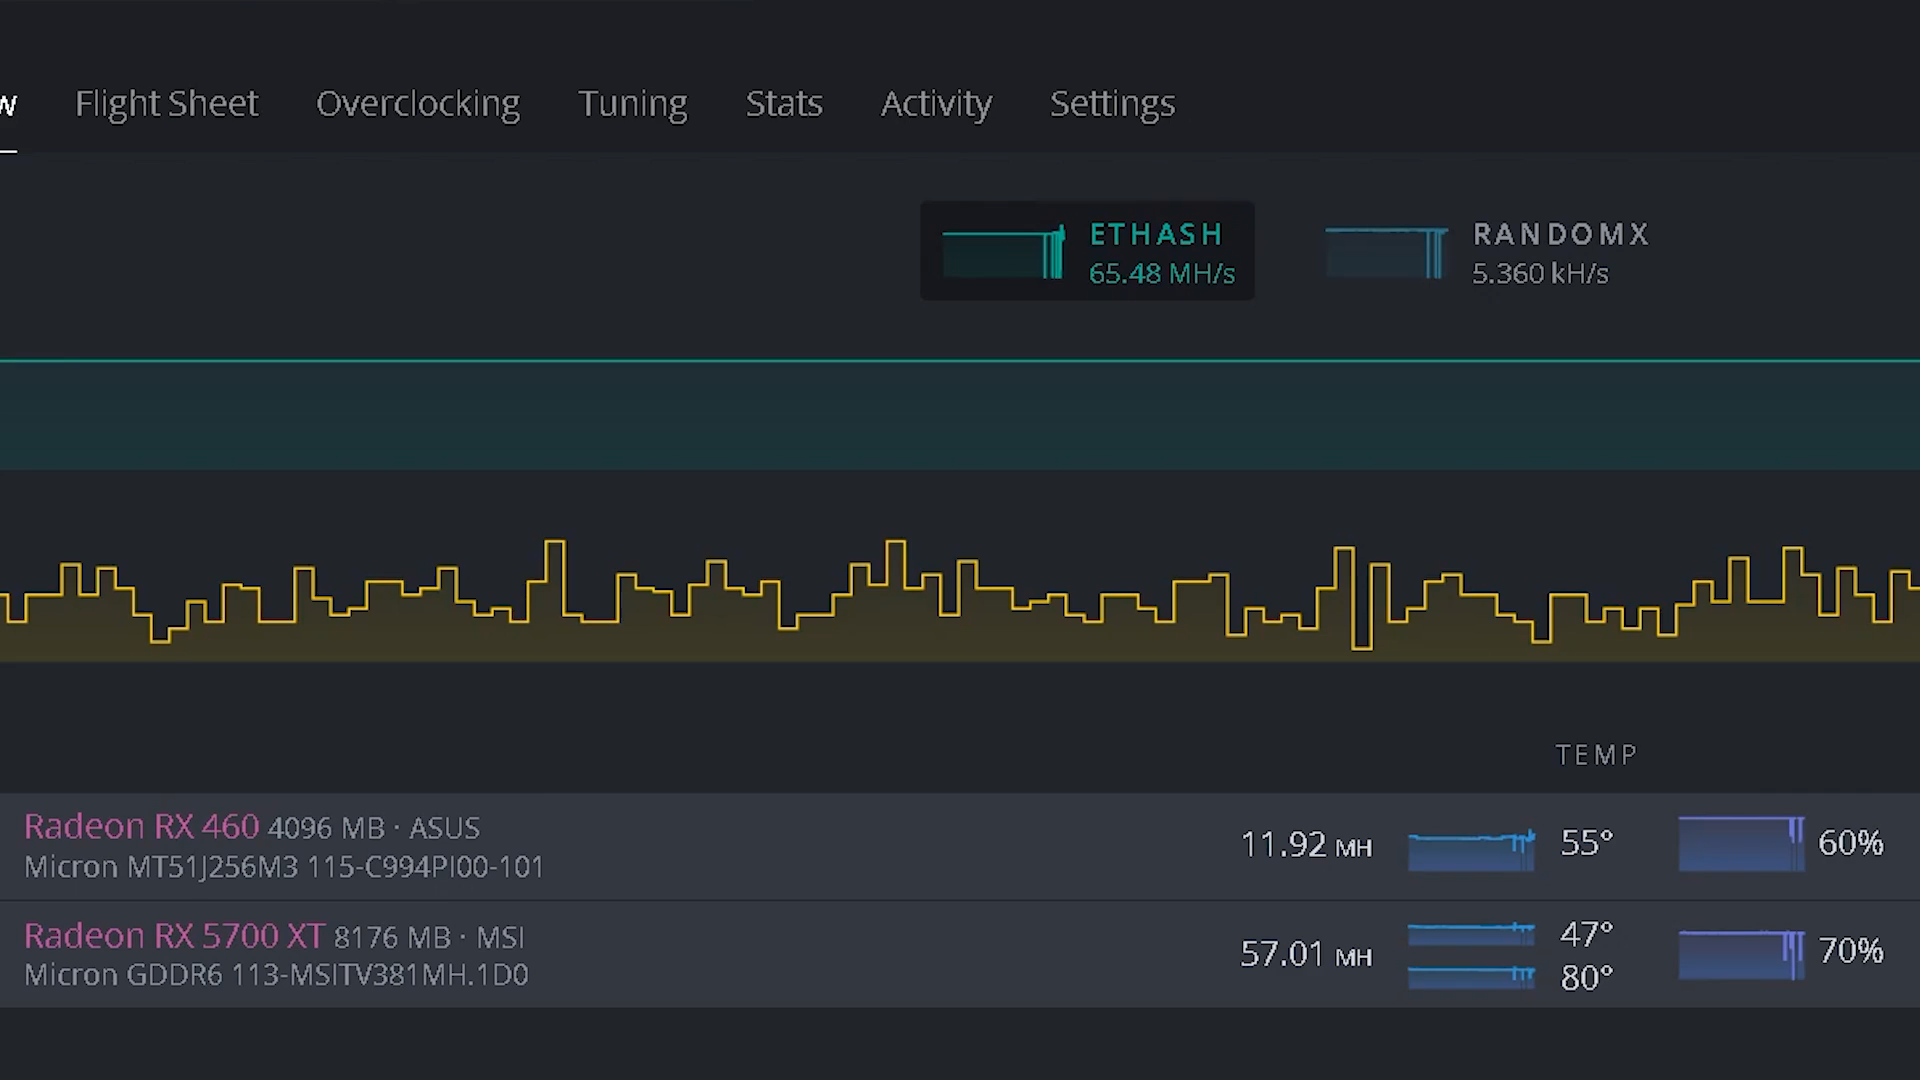 w Flight Sheet Overclocking Tuning Stats Activity Settings
ETHASH
65.48 MH/s
RANDOMX
5.360 kH/s
TEMP
Radeon RX 460 4096 MB · ASUS
Micron MT51J256M3 115-C994PI00-101
11.92 MH 55° 60%
Radeon RX 5700 XT 8176 MB · MSI
Micron GDDR6 113-MSITV381MH.1D0
57.01 MH 47° 70%
80°